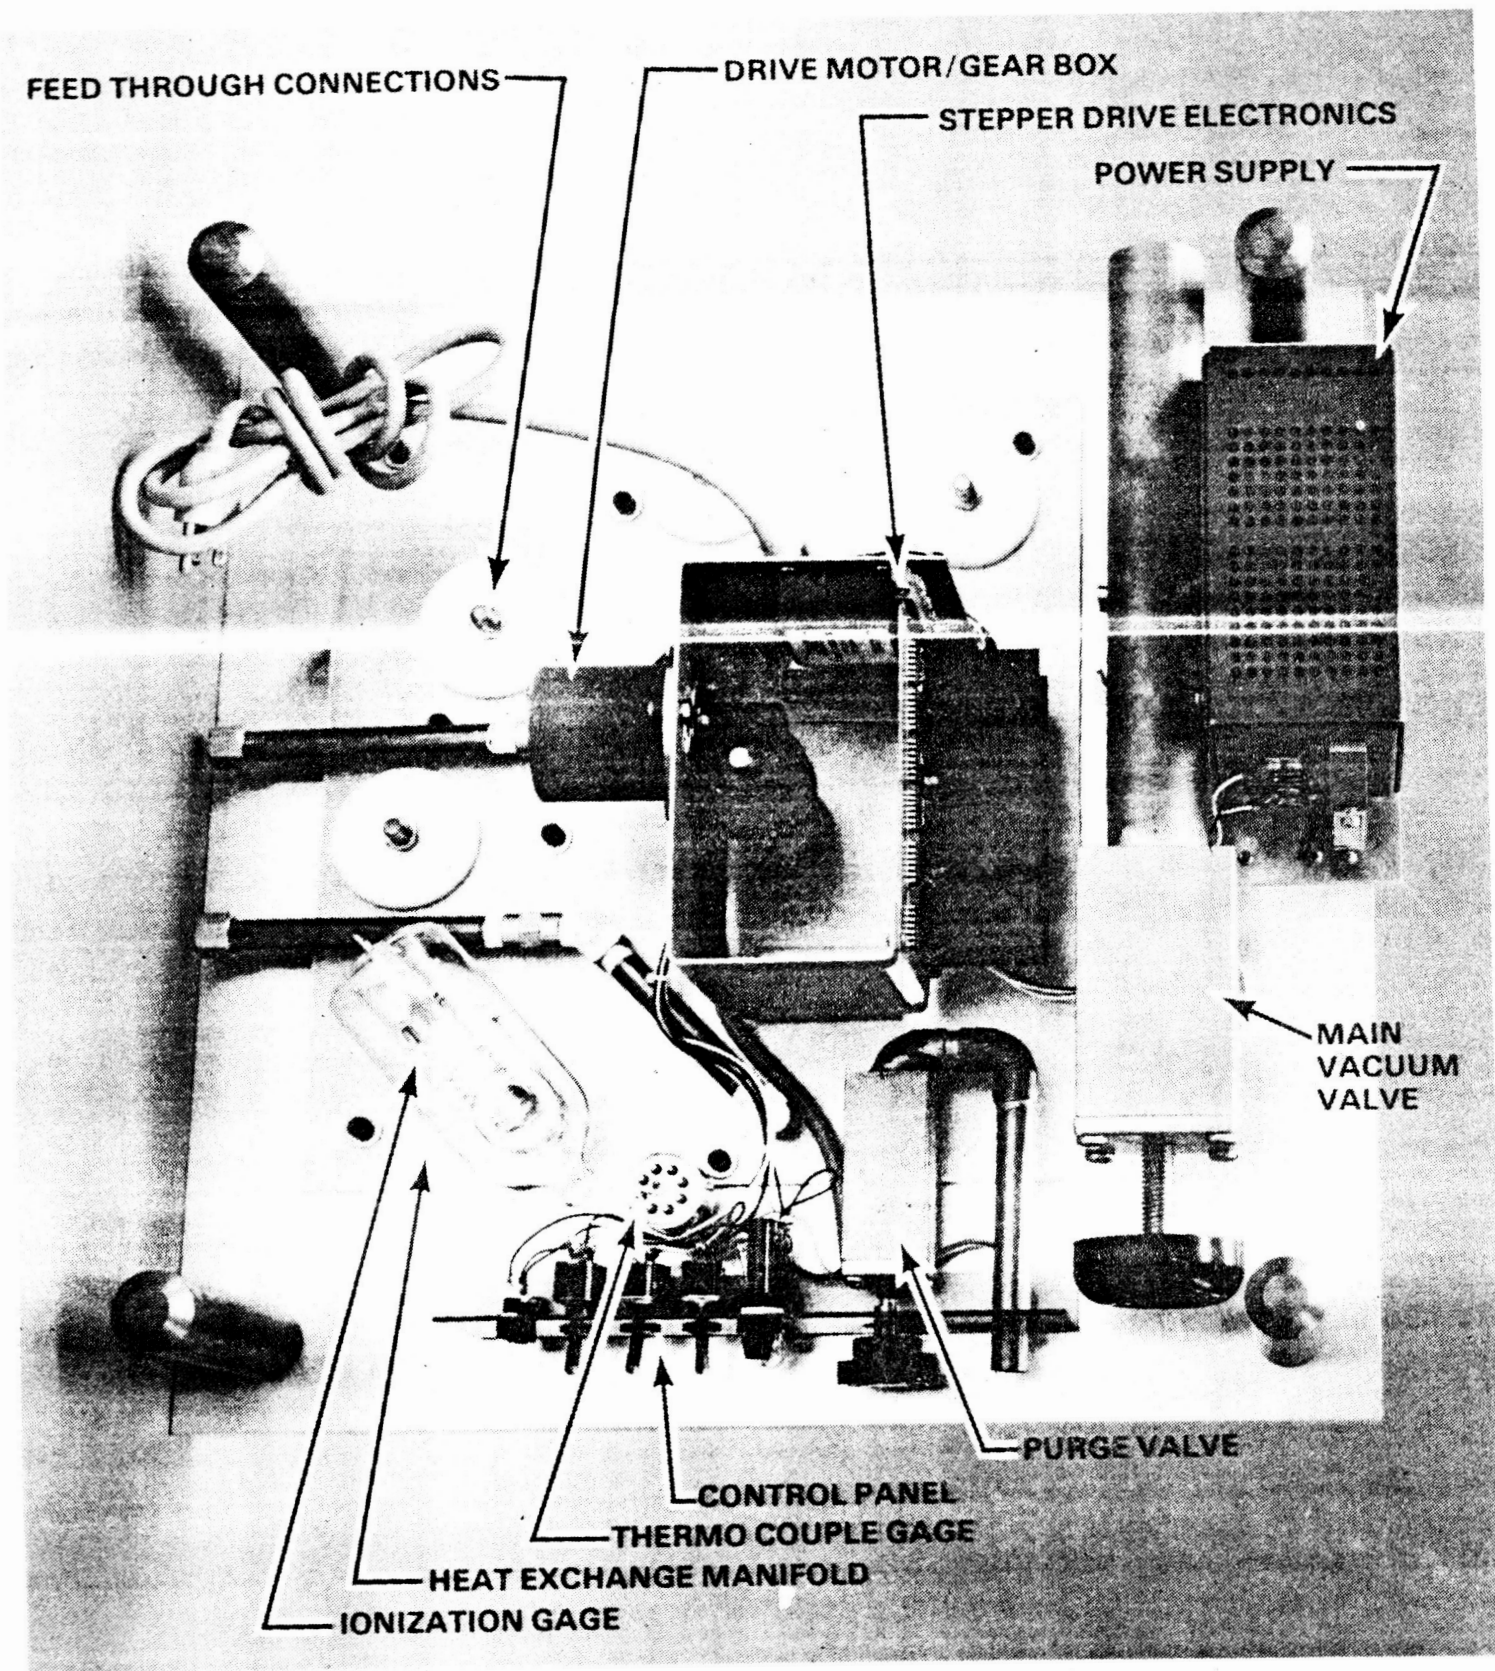 FEED THROUGH CONNECTIONS
DRIVE MOTOR/GEAR BOX
STEPPER DRIVE ELECTRONICS
POWER SUPPLY
MAIN
VACUUM
VALVE
PURGE VALVE
CONTROL PANEL
THERMO COUPLE GAGE
HEAT EXCHANGE MANIFOLD
IONIZATION GAGE